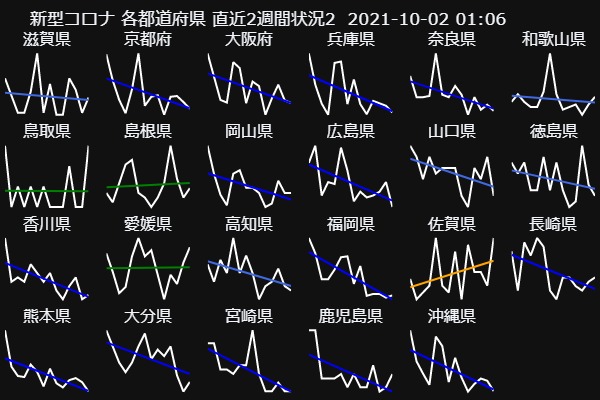 新型コロナ 各都道府県 直近2週間状況2 2021-10-02 01:06
滋賀県 京都府 大阪府 兵庫県 奈良県 和歌山県
鳥取県 島根県 岡山県 広島県 山口県 徳島県
香川県 愛媛県 高知県 福岡県 佐賀県 長崎県
熊本県 大分県 宮崎県 鹿児島県 沖縄県